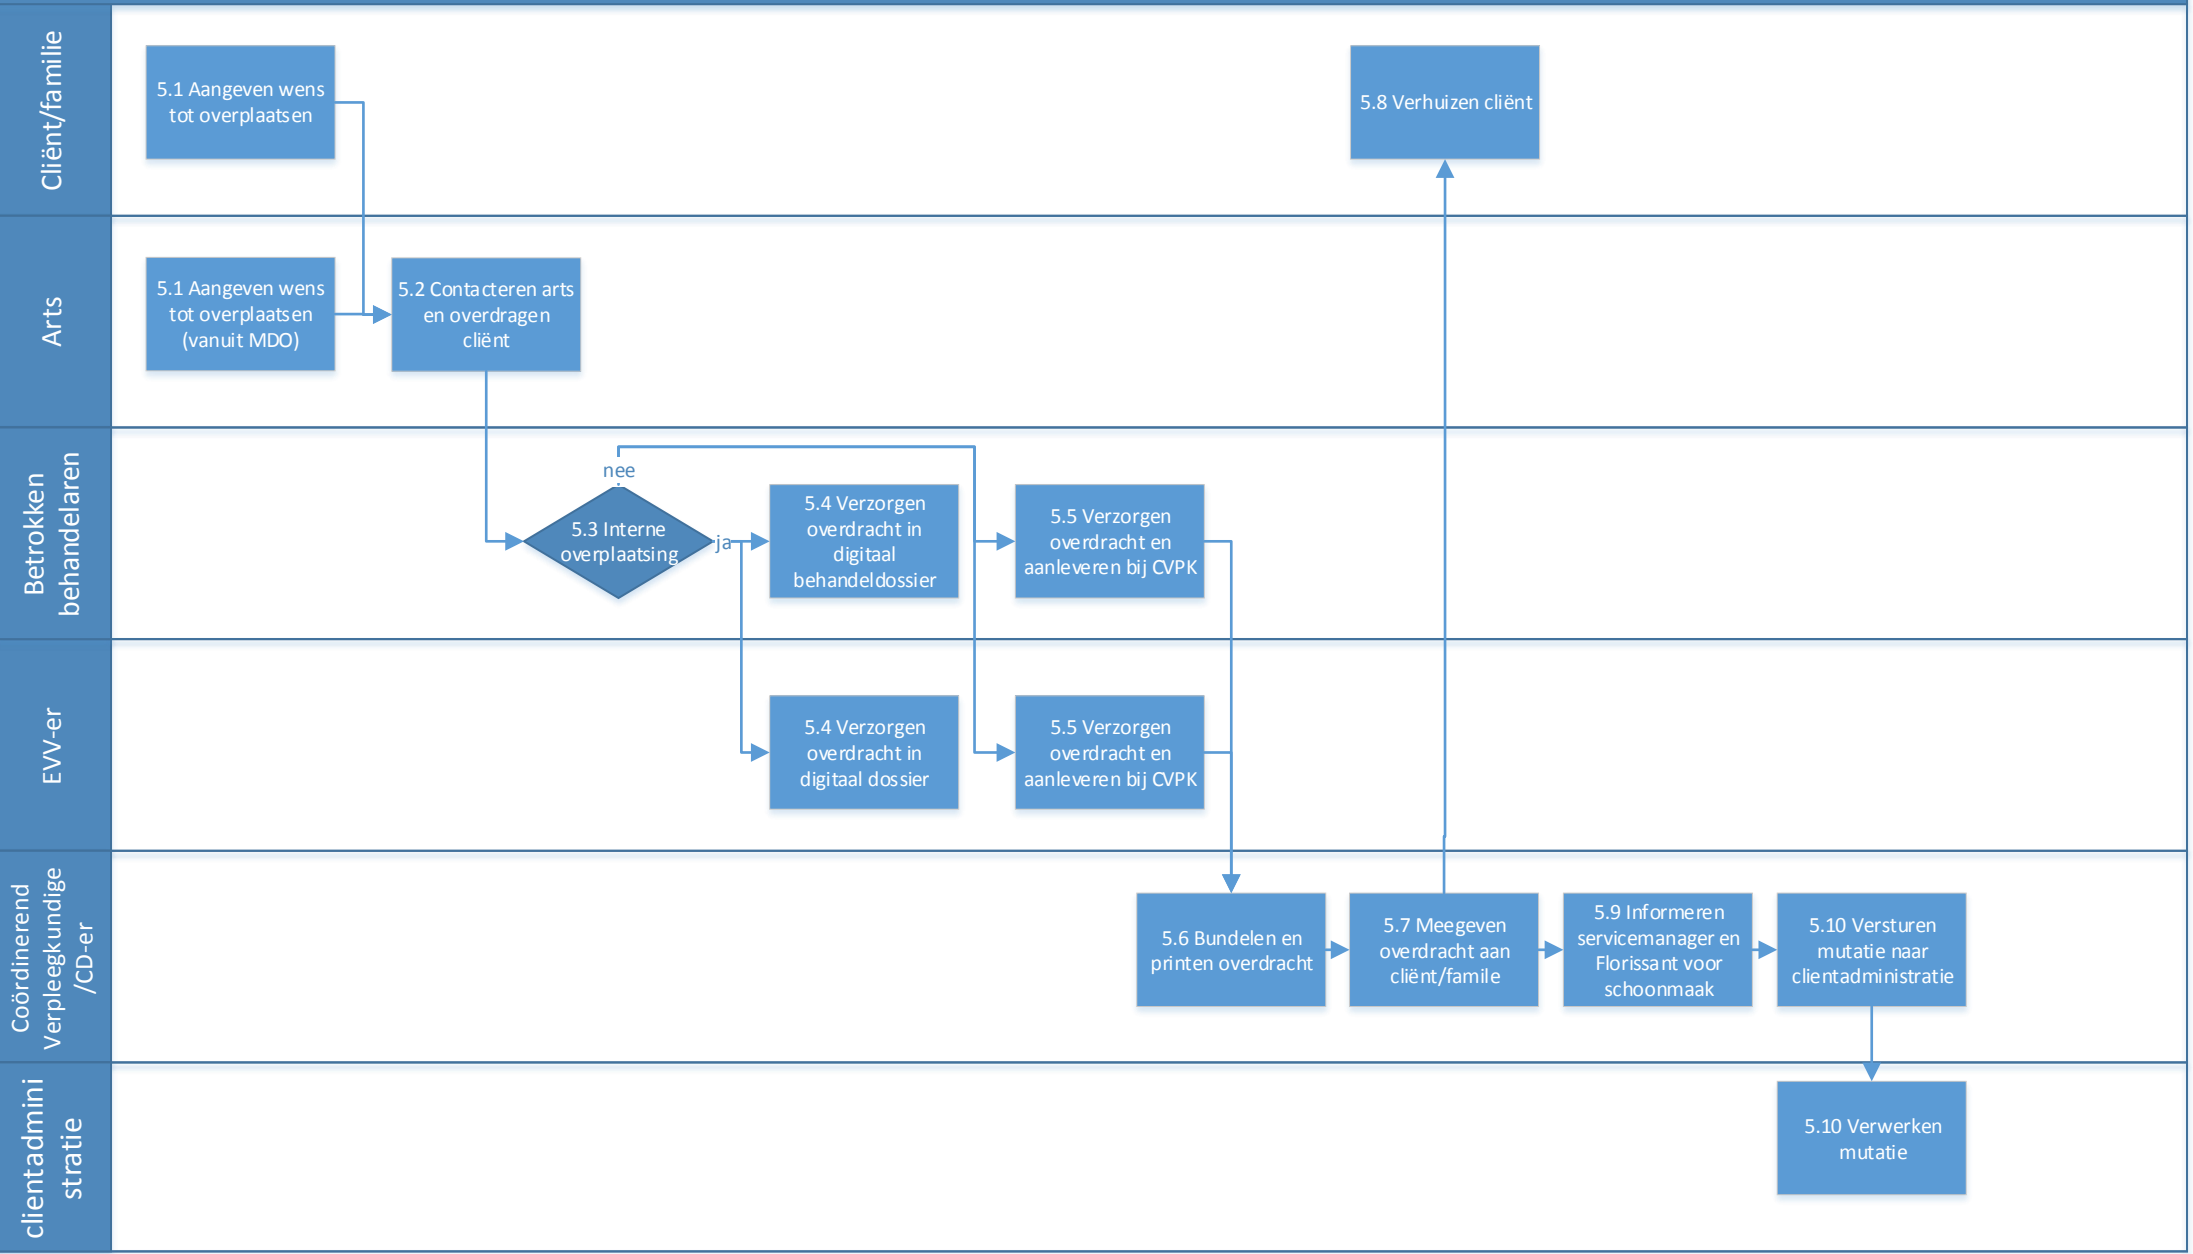 Cliënt/familie
5.1 Aangeven wens
tot overplaatsen
5.8 Verhuizen cliënt
Arts
5.1 Aangeven wens
tot overplaatsen
(vanuit MDO)
5.2 Contacteren arts
en overdragen
cliënt
Betrokken
behandelaren
nee
5.3 Interne
overplaatsing
ja
5.4 Verzorgen
overdracht in
digitaal
behandeldossier
5.5 Verzorgen
overdracht en
aanleveren bij CVPK
EVV-er
5.4 Verzorgen
overdracht in
digitaal dossier
5.5 Verzorgen
overdracht en
aanleveren bij CVPK
Coördinerend
Verpleegkundige
/CD-er
5.6 Bundelen en
printen overdracht
5.7 Meegeven
overdracht aan
cliënt/famile
5.9 Informeren
servicemanager en
Florissant voor
schoonmaak
5.10 Versturen
mutatie naar
clientadministratie
clientadmini
stratie
5.10 Verwerken
mutatie